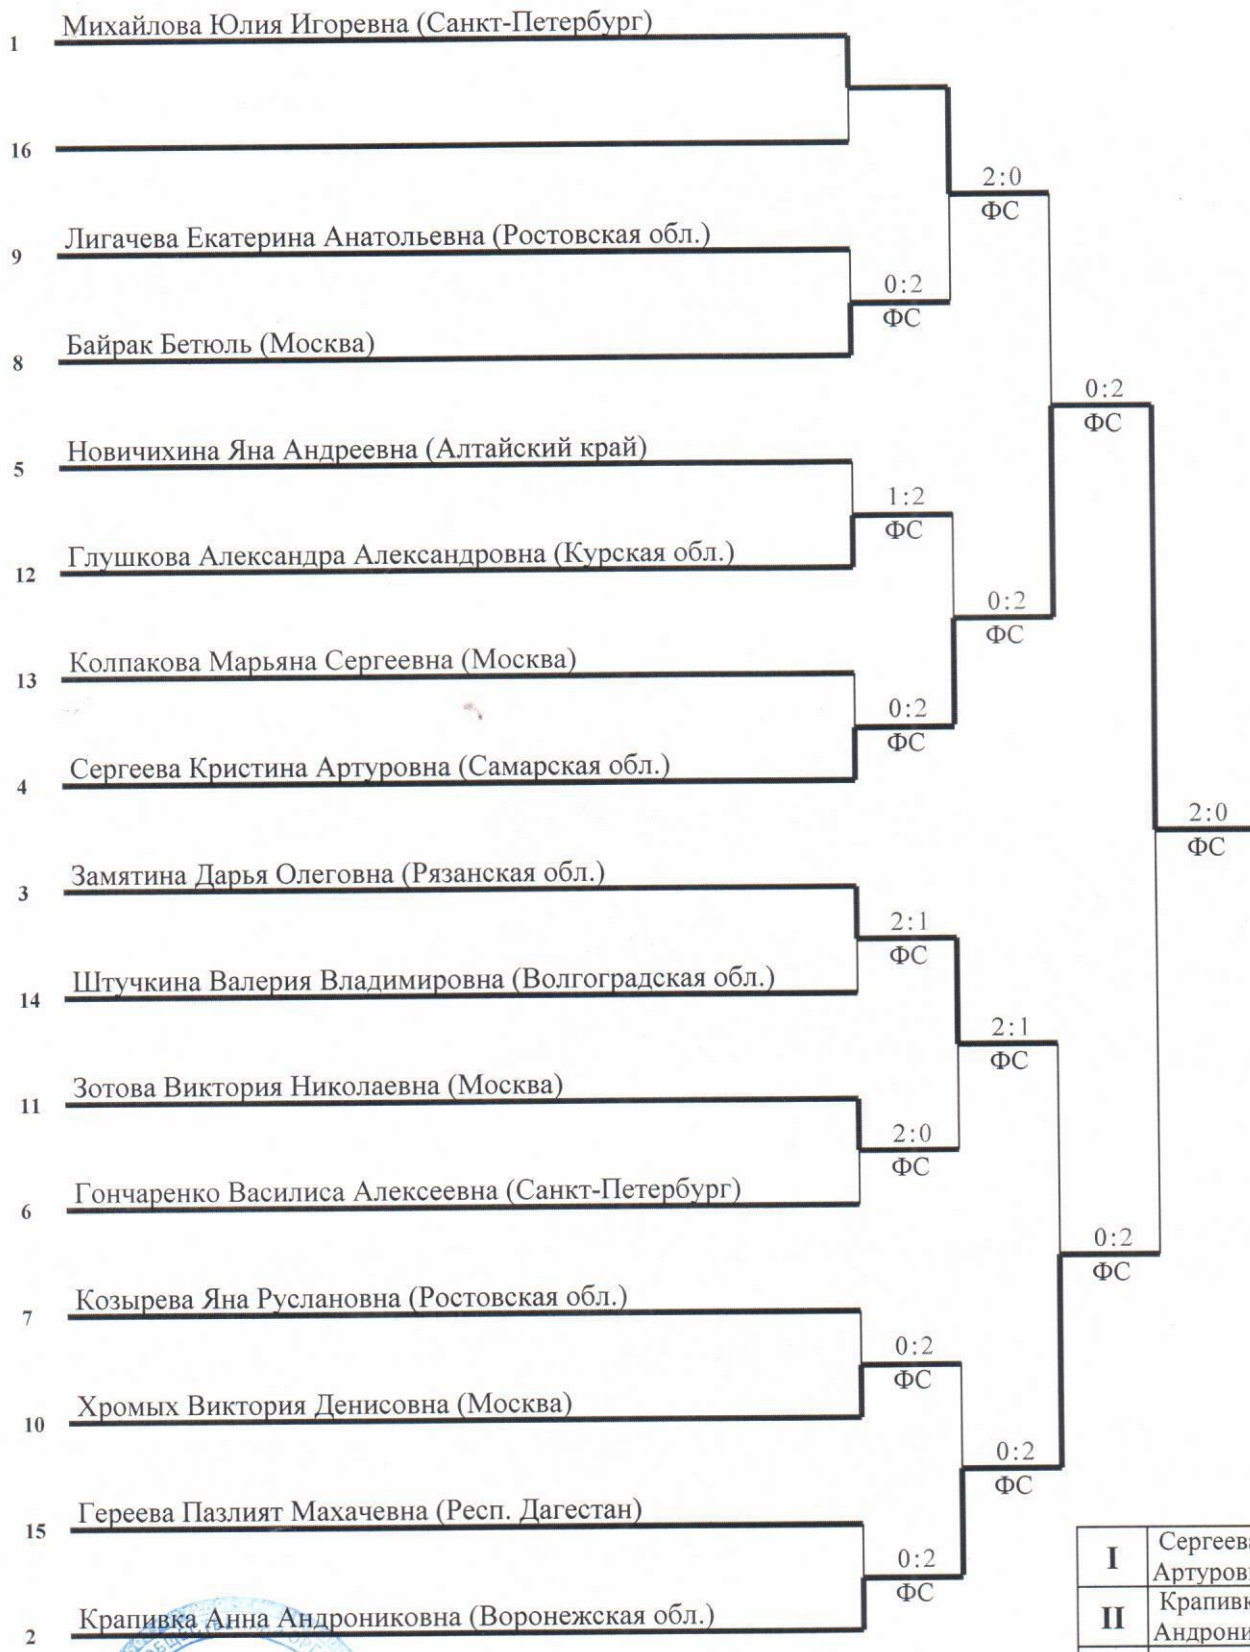 1 Михайлова Юлия Игоревна (Санкт-Петербург)
16
2:0
ФС
9 Лигачева Екатерина Анатольевна (Ростовская обл.)
0:2
ФС
8 Байрак Бетюль (Москва)
0:2
ФС
5 Новичихина Яна Андреевна (Алтайский край)
1:2
ФС
12 Глушкова Александра Александровна (Курская обл.)
0:2
ФС
13 Колпакова Марьяна Сергеевна (Москва)
0:2
ФС
4 Сергеева Кристина Артуровна (Самарская обл.)
2:0
ФС
3 Замятина Дарья Олеговна (Рязанская обл.)
2:1
ФС
14 Штучкина Валерия Владимировна (Волгоградская обл.)
2:1
ФС
11 Зотова Виктория Николаевна (Москва)
2:0
ФС
6 Гончаренко Василиса Алексеевна (Санкт-Петербург)
0:2
ФС
7 Козырева Яна Руслановна (Ростовская обл.)
0:2
ФС
10 Хромых Виктория Денисовна (Москва)
0:2
ФС
15 Гереева Пазлият Махачевна (Респ. Дагестан)
0:2
ФС
2 Крапивка Анна Андрониковна (Воронежская обл.)
I Сергеева
Артуровн
II Крапивк
Андрони